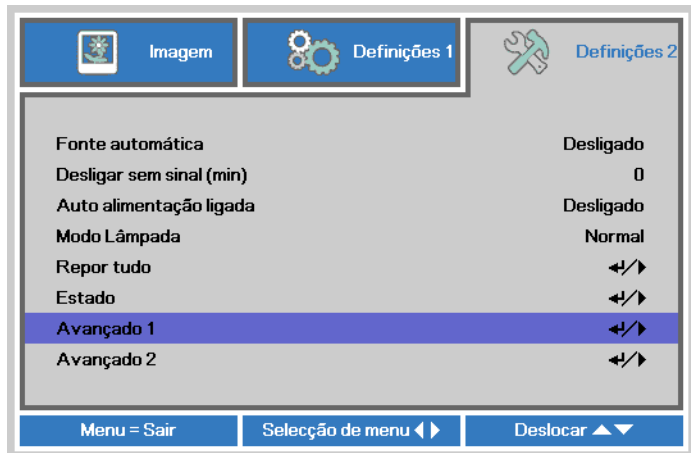 Imagem
Definições 1
Definições 2
Fonte automática Desligado
Desligar sem sinal (min) 0
Auto alimentação ligada Desligado
Modo Lâmpada Normal
Repor tudo
Estado
Avançado 1
Avançado 2
Menu = Sair
Selecção de menu
Deslocar